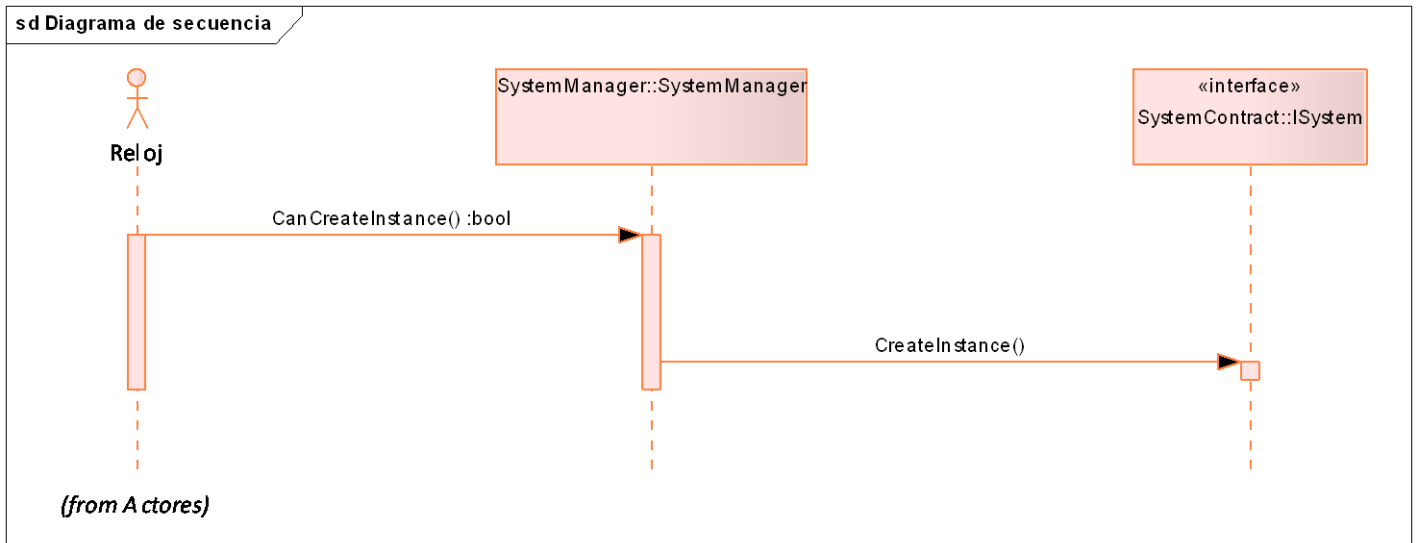 sd Diagrama de secuencia
Reloj
SystemManager::SystemManager
«interface»
SystemContract::ISystem
CanCreateInstance() :bool
CreateInstance()
(from Actores)